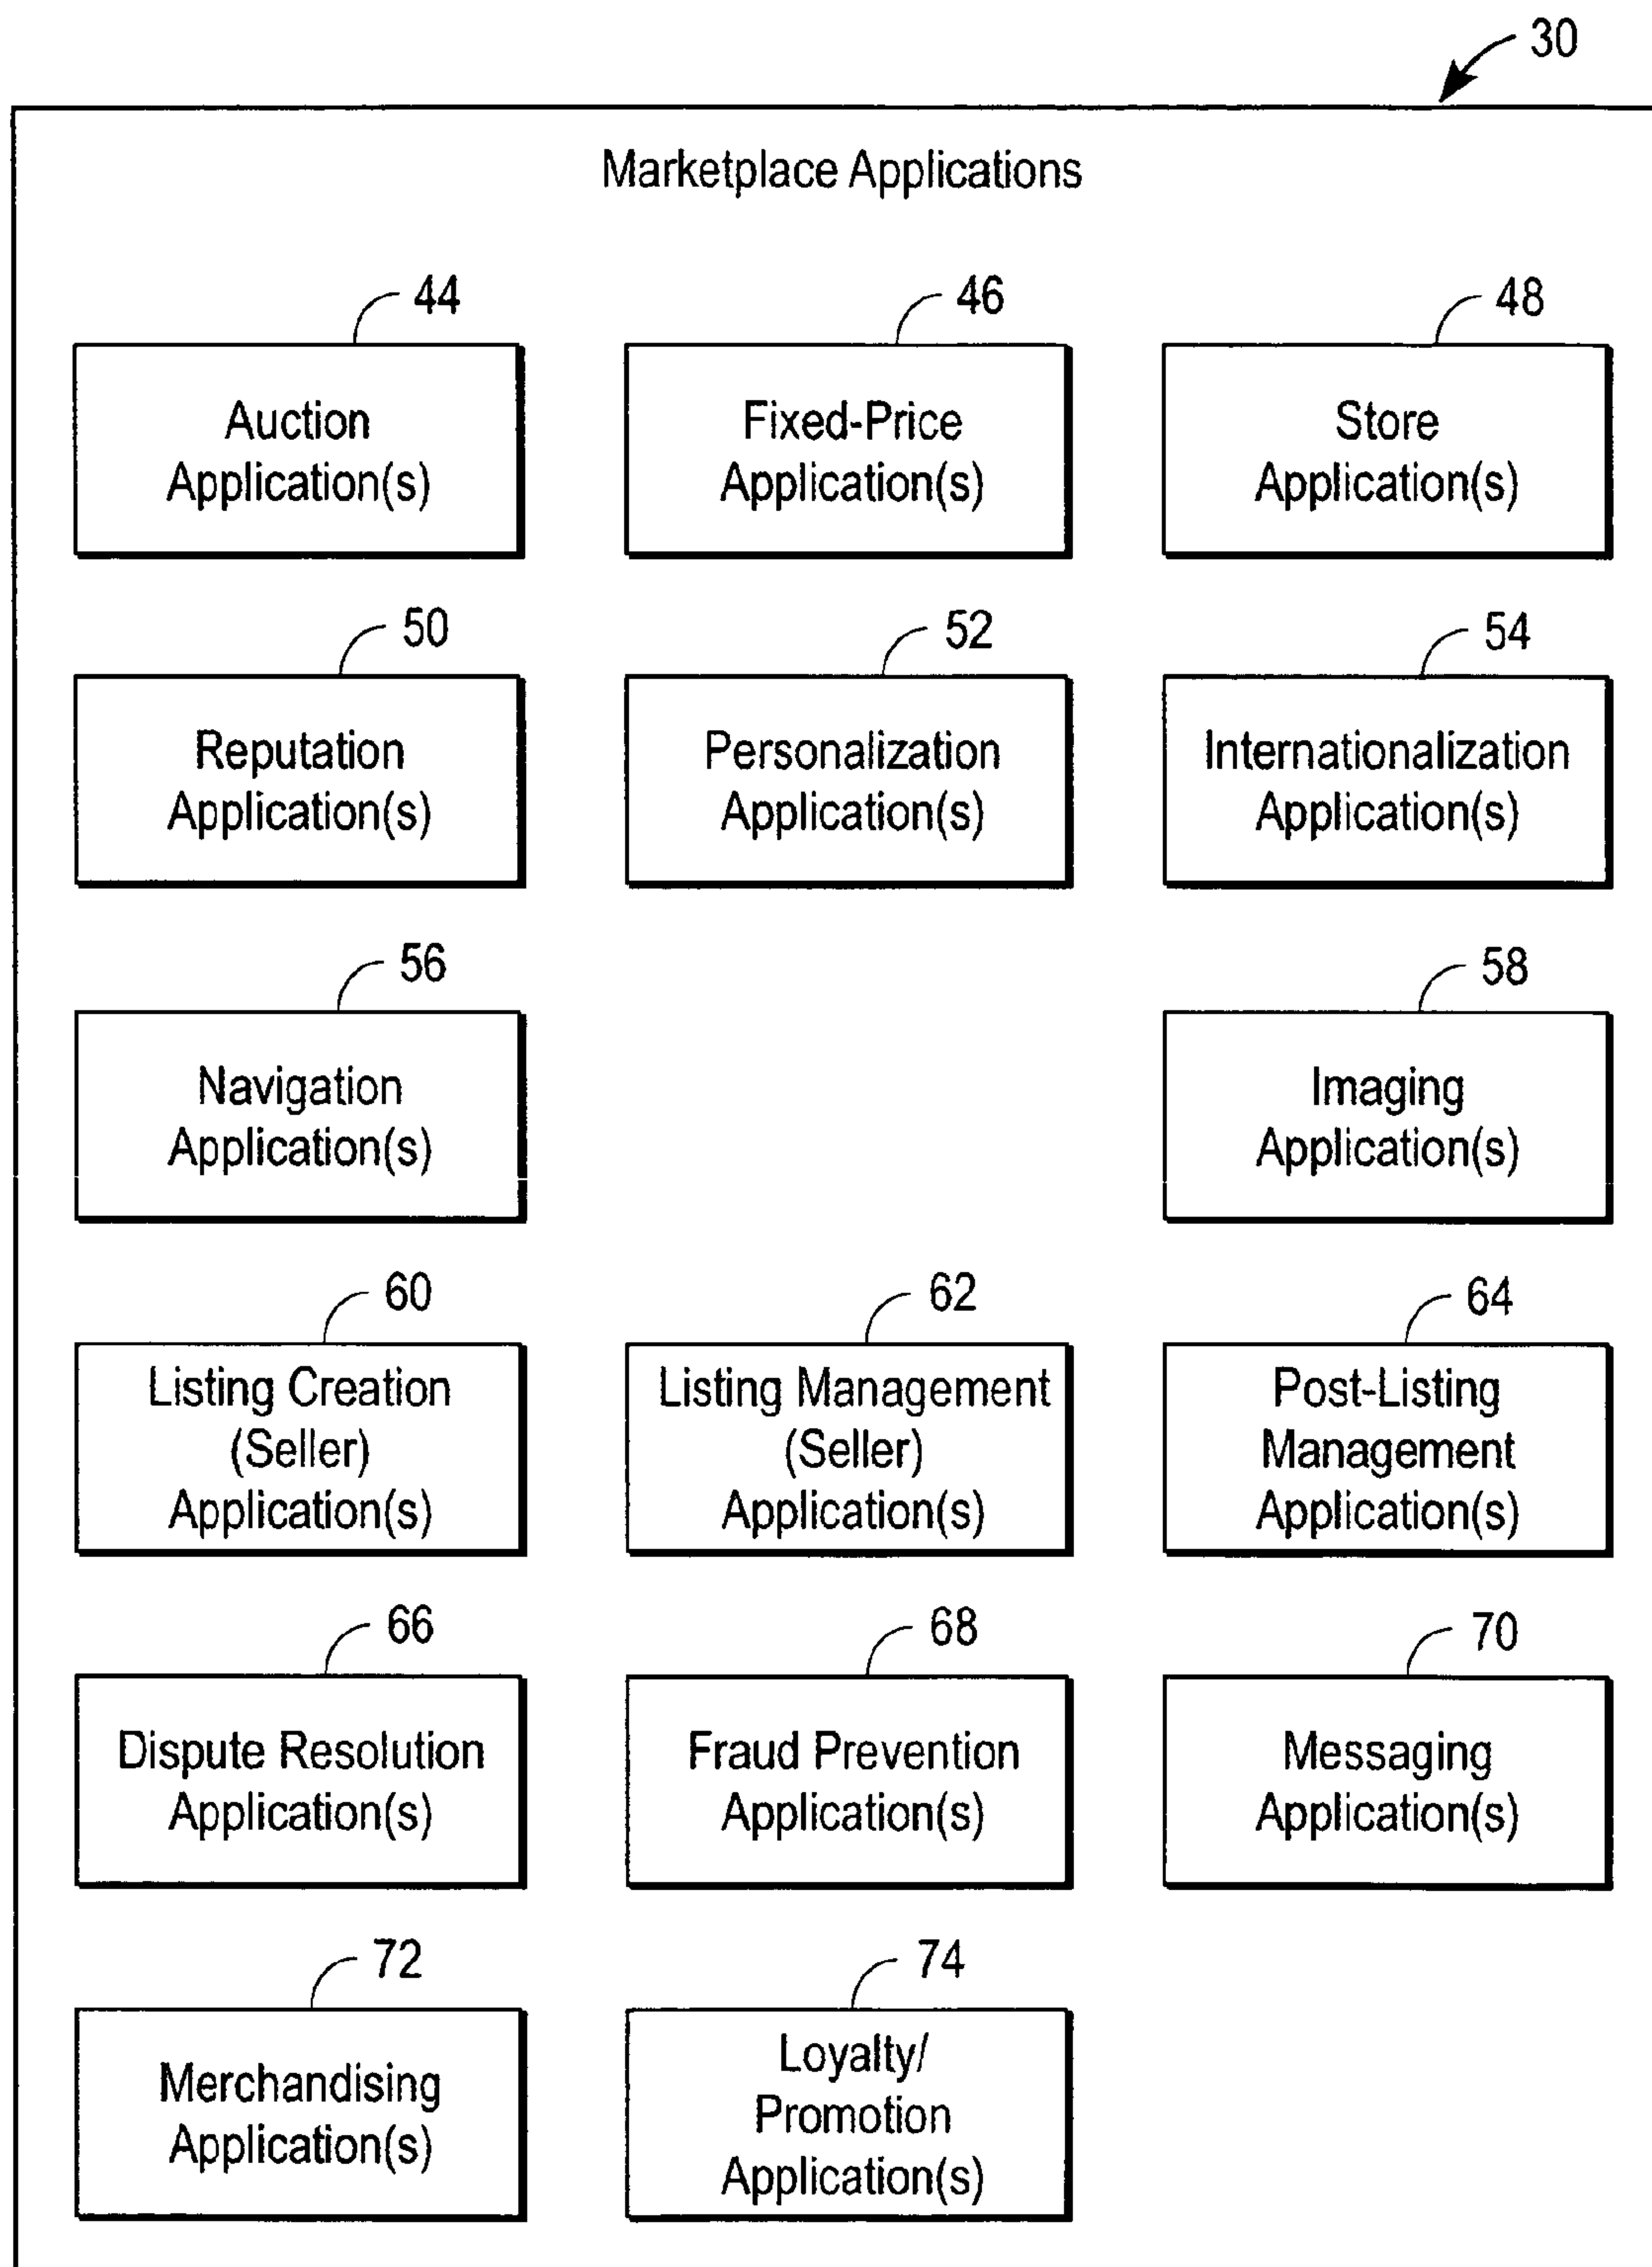 30
Marketplace Applications
44
Auction
Application(s)
46
Fixed-Price
Application(s)
48
Store
Application(s)
50
Reputation
Application(s)
52
Personalization
Application(s)
54
Internationalization
Application(s)
56
Navigation
Application(s)
58
Imaging
Application(s)
60
Listing Creation
(Seller)
Application(s)
62
Listing Management
(Seller)
Application(s)
64
Post-Listing
Management
Application(s)
66
Dispute Resolution
Application(s)
68
Fraud Prevention
Application(s)
70
Messaging
Application(s)
72
Merchandising
Application(s)
74
Loyalty/
Promotion
Application(s)